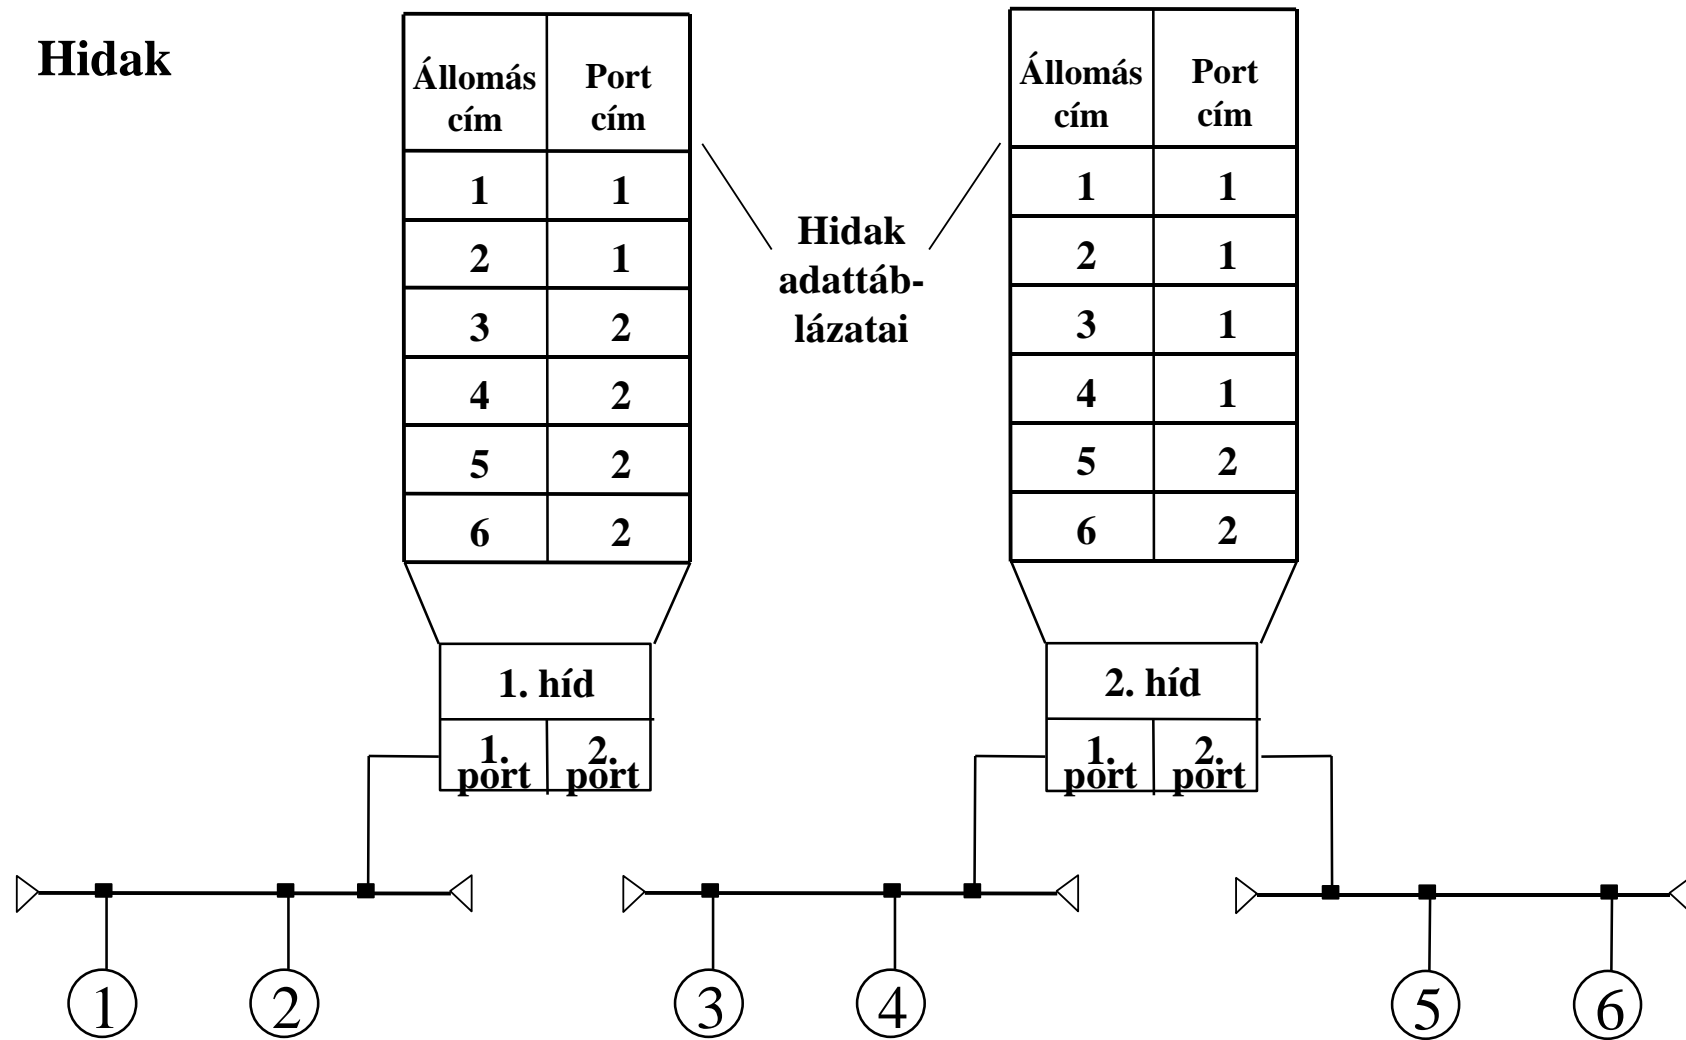 Hidak
Állomás Port
cím cím
1 1
2 1
3 2
4 2
5 2
6 2
1. híd
1. 2.
port port
Hidak
adattáb-
lázatai
Állomás Port
cím cím
1 1
2 1
3 1
4 1
5 2
6 2
2. híd
1. 2.
port port
1 2 3 4 5 6